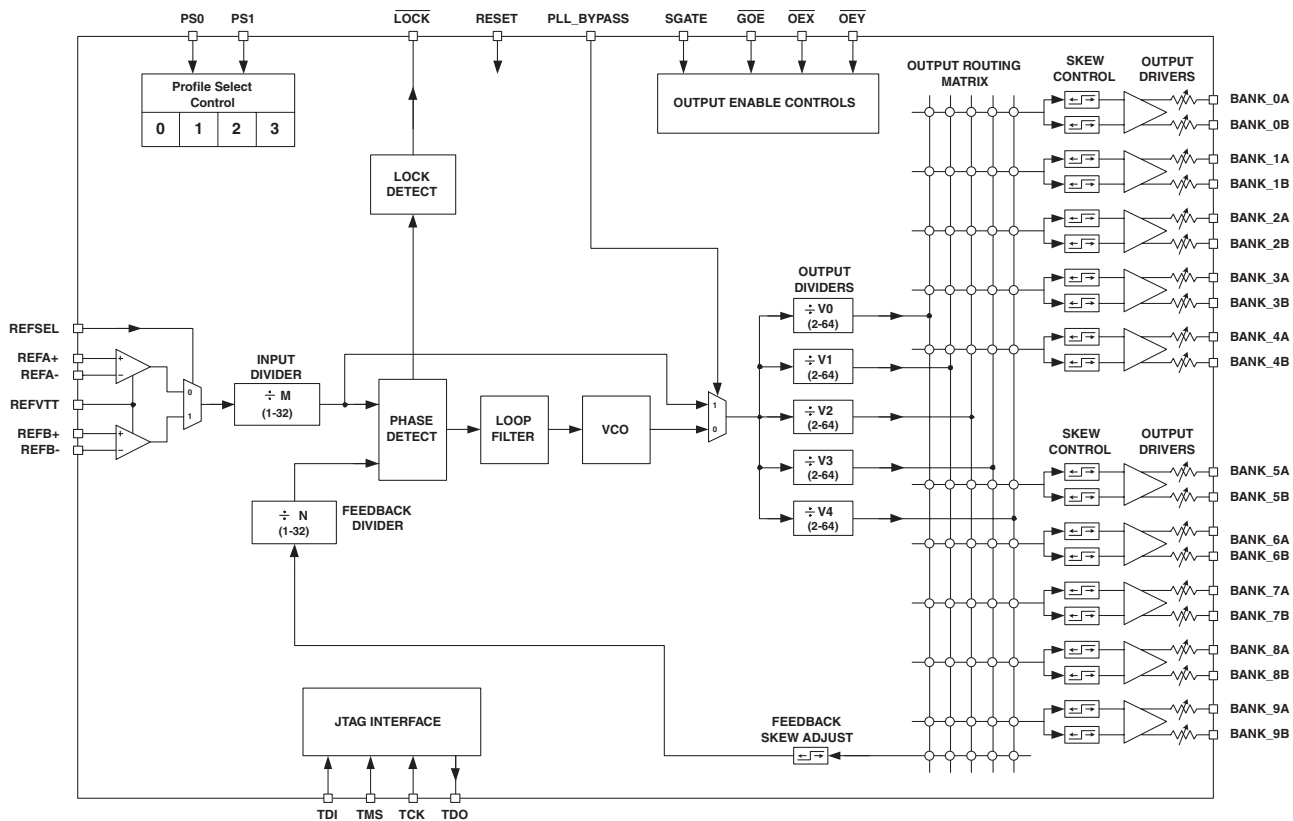 PS0 PS1 LOCK RESET PLL_BYPASS SGATE GOE OEX OEY
Profile Select
Control
0 1 2 3
OUTPUT ENABLE CONTROLS
OUTPUT ROUTING
MATRIX
SKEW
CONTROL
OUTPUT
DRIVERS
BANK_0A
BANK_0B
BANK_1A
BANK_1B
BANK_2A
BANK_2B
BANK_3A
BANK_3B
BANK_4A
BANK_4B
LOCK
DETECT
OUTPUT
DIVIDERS
REFSEL
REFA+
REFA-
REFVTT
REFB+
REFB-
+
−
+
−
0
1
INPUT
DIVIDER
÷ M
(1-32)
PHASE
DETECT
LOOP
FILTER
VCO
1
0
÷ V0
(2-64)
÷ V1
(2-64)
÷ V2
(2-64)
÷ V3
(2-64)
÷ V4
(2-64)
÷ N
(1-32)
FEEDBACK
DIVIDER
SKEW
CONTROL
OUTPUT
DRIVERS
BANK_5A
BANK_5B
BANK_6A
BANK_6B
BANK_7A
BANK_7B
BANK_8A
BANK_8B
BANK_9A
BANK_9B
JTAG INTERFACE
FEEDBACK
SKEW ADJUST
TDI TMS TCK TDO